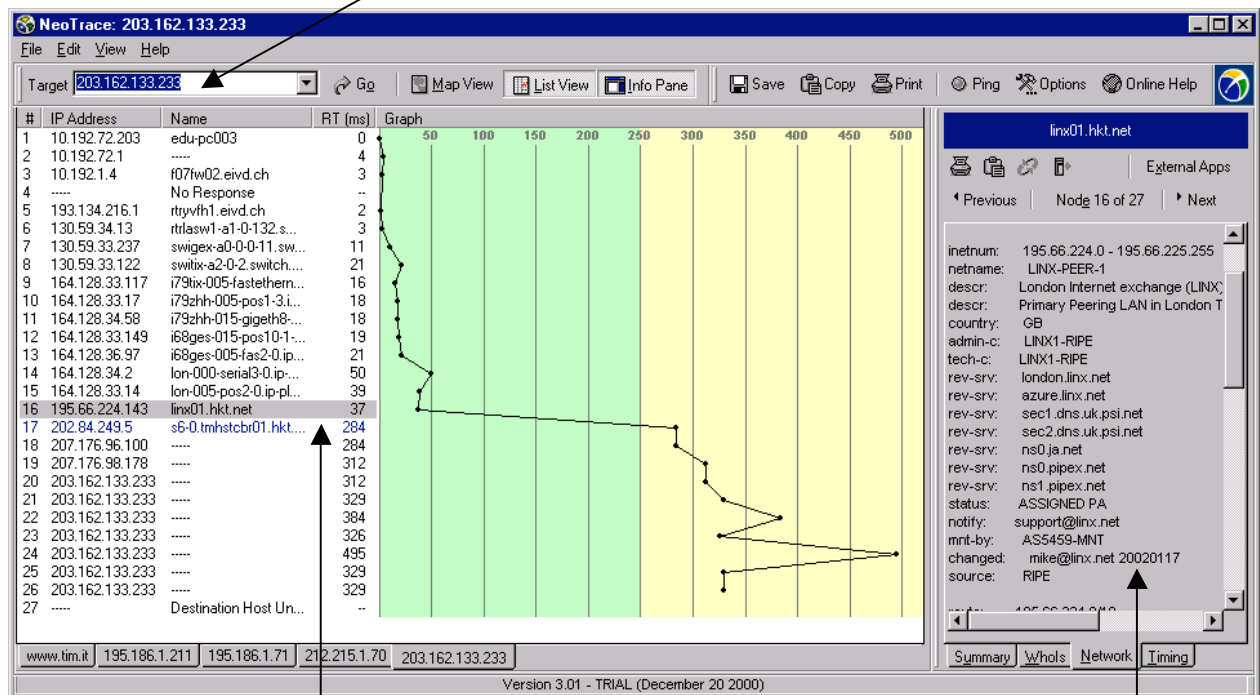 NeoTrace: 203.162.133.233
File Edit View Help
Target 203.162.133.233 Go Map View List View Info Pane Save Copy Print Ping Options Online Help
# IP Address Name RT (ms) Graph
50 100 150 200 250 300 350 400 450 500
1 10.192.72.203 edu-pc003 0
2 10.192.72.1 ----- 4
3 10.192.1.4 f07fw02.eivd.ch 3
4 ----- No Response --
5 193.134.216.1 rtryvfh1.eivd.ch 2
6 130.59.34.13 rtrlasw1-a1-0-132.s... 3
7 130.59.33.237 swigex-a0-0-0-11.sw... 11
8 130.59.33.122 switix-a2-0-2.switch.... 21
9 164.128.33.117 i79tix-005-fastethern... 16
10 164.128.33.17 i79zhh-005-pos1-3.i... 18
11 164.128.34.58 i79zhh-015-gigeth8-... 18
12 164.128.33.149 i68ges-015-pos10-1-... 19
13 164.128.36.97 i68ges-005-fas2-0.ip... 21
14 164.128.34.2 lon-000-serial3-0.ip-... 50
15 164.128.33.14 lon-005-pos2-0.ip-pl... 39
16 195.66.224.143 linx01.hkt.net 37
17 202.84.249.5 s6-0.tmhstcbr01.hkt.... 284
18 207.176.96.100 ----- 284
19 207.176.98.178 ----- 312
20 203.162.133.233 ----- 312
21 203.162.133.233 ----- 329
22 203.162.133.233 ----- 384
23 203.162.133.233 ----- 326
24 203.162.133.233 ----- 495
25 203.162.133.233 ----- 329
26 203.162.133.233 ----- 329
27 ----- Destination Host Un... --
www.tim.it 195.186.1.211 195.186.1.71 212.215.1.70 203.162.133.233
linx01.hkt.net
External Apps
Previous Node 16 of 27 Next
inetnum: 195.66.224.0 - 195.66.225.255
netname: LINX-PEER-1
descr: London Internet exchange (LINX)
descr: Primary Peering LAN in London T
country: GB
admin-c: LINX1-RIPE
tech-c: LINX1-RIPE
rev-srv: london.linx.net
rev-srv: azure.linx.net
rev-srv: sec1.dns.uk.psi.net
rev-srv: sec2.dns.uk.psi.net
rev-srv: ns0.ja.net
rev-srv: ns0.pipex.net
rev-srv: ns1.pipex.net
status: ASSIGNED PA
notify: support@linx.net
mnt-by: AS5459-MNT
changed: mike@linx.net 20020117
source: RIPE
Summary WhoIs Network Timing
Version 3.01 - TRIAL (December 20 2000)